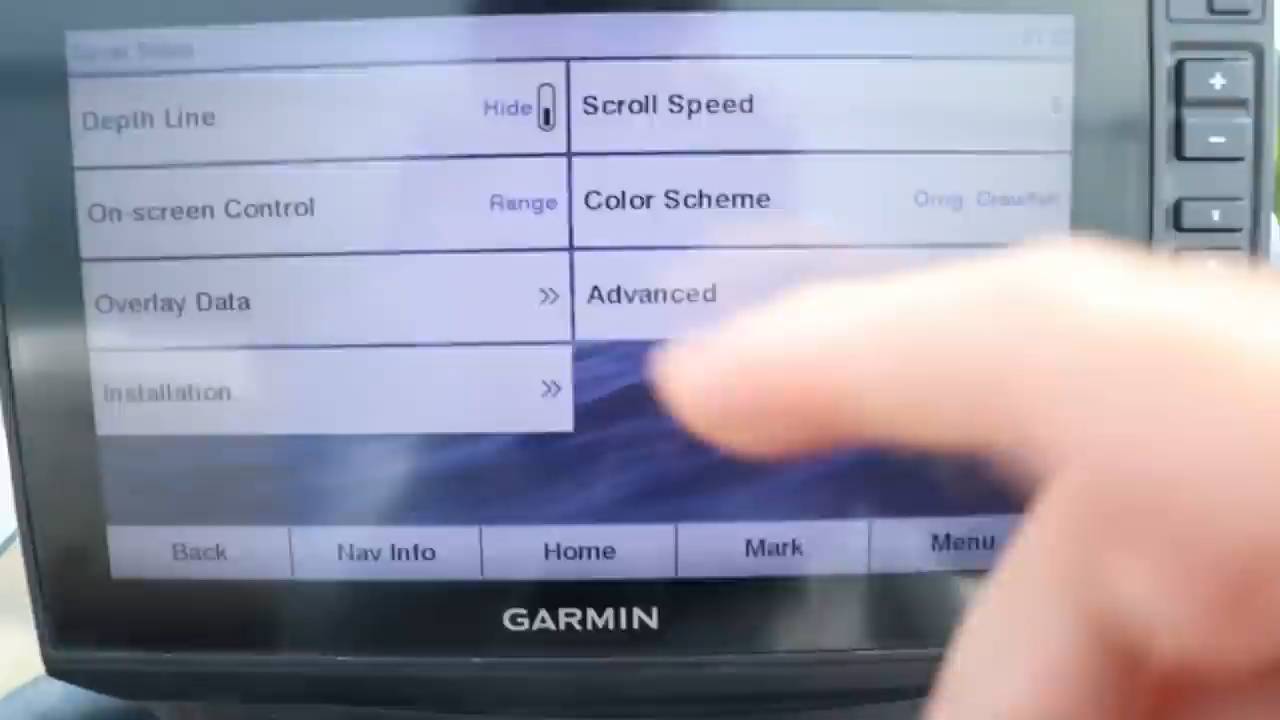 Depth Line
Hide
Scroll Speed
On-screen Control
Range
Color Scheme
Overlay Data
Advanced
Installation
Back
Nav Info
Home
Mark
Menu
GARMIN